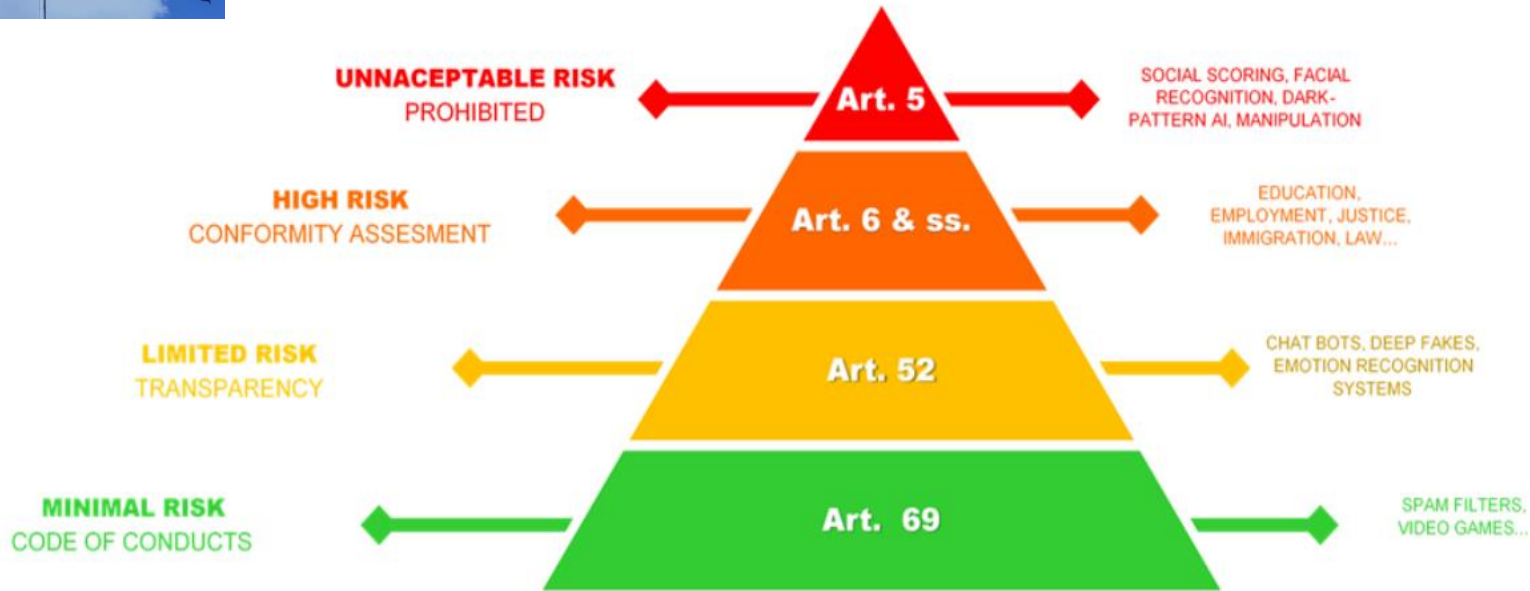 UNNACEPTABLE RISK
PROHIBITED
Art. 5
SOCIAL SCORING, FACIAL
RECOGNITION, DARK-
PATTERN AI, MANIPULATION
HIGH RISK
CONFORMITY ASSESMENT
Art. 6 & ss.
EDUCATION,
EMPLOYMENT, JUSTICE,
IMMIGRATION, LAW...
LIMITED RISK
TRANSPARENCY
Art. 52
CHAT BOTS, DEEP FAKES,
EMOTION RECOGNITION
SYSTEMS
MINIMAL RISK
CODE OF CONDUCTS
Art. 69
SPAM FILTERS,
VIDEO GAMES...